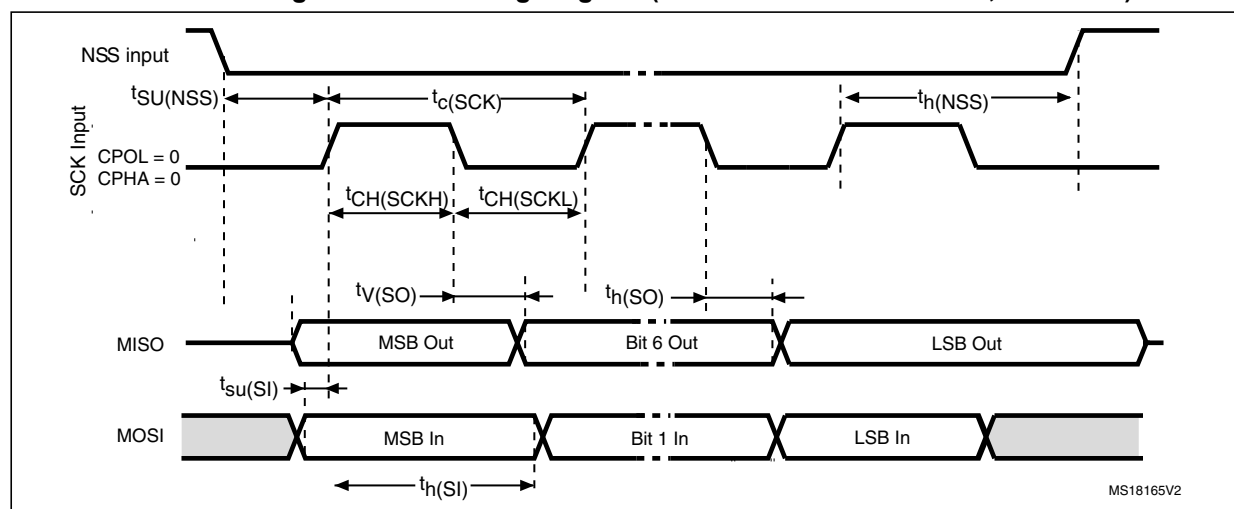 NSS input
tSU(NSS)
tc(SCK)
th(NSS)
SCK Input
CPOL = 0
CPHA = 0
tCH(SCKH)
tCH(SCKL)
tV(SO)
th(SO)
MISO
MSB Out
Bit 6 Out
LSB Out
tsu(SI)
MOSI
MSB In
Bit 1 In
LSB In
th(SI)
MS18165V2